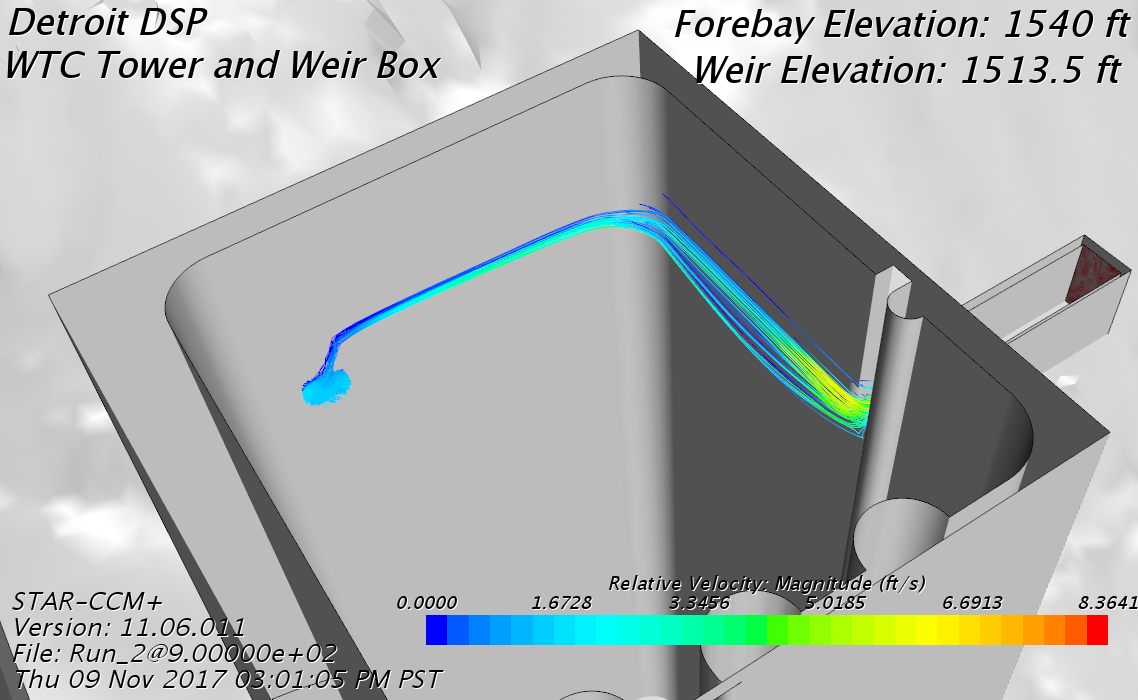 Detroit DSP
WTC Tower and Weir Box
Forebay Elevation: 1540 ft
Weir Elevation: 1513.5 ft
Relative Velocity: Magnitude (ft/s)
0.0000 1.6728 3.3456 5.0185 6.6913 8.3641
STAR-CCM+
Version: 11.06.011
File: Run_2@9.00000e+02
Thu 09 Nov 2017 03:01:05 PM PST